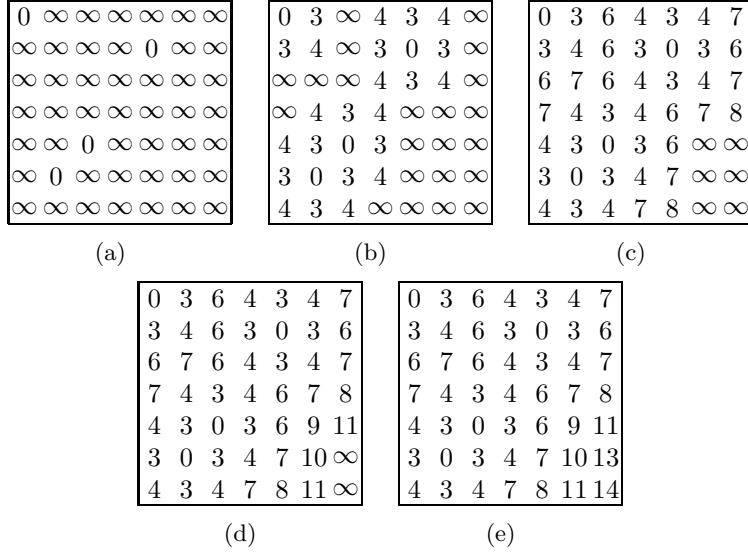 0 ∞ ∞ ∞ ∞ ∞ ∞
∞ ∞ ∞ ∞ 0 ∞ ∞
∞ ∞ ∞ ∞ ∞ ∞ ∞
∞ ∞ ∞ ∞ ∞ ∞ ∞
∞ ∞ 0 ∞ ∞ ∞ ∞
∞ 0 ∞ ∞ ∞ ∞ ∞
∞ ∞ ∞ ∞ ∞ ∞ ∞
(a)
0 3 ∞ 4 3 4 ∞
3 4 ∞ 3 0 3 ∞
∞ ∞ ∞ 4 3 4 ∞
∞ 4 3 4 ∞ ∞ ∞
4 3 0 3 ∞ ∞ ∞
3 0 3 4 ∞ ∞ ∞
4 3 4 ∞ ∞ ∞ ∞
(b)
0 3 6 4 3 4 7
3 4 6 3 0 3 6
6 7 6 4 3 4 7
7 4 3 4 6 7 8
4 3 0 3 6 ∞ ∞
3 0 3 4 7 ∞ ∞
4 3 4 7 8 ∞ ∞
(c)
0 3 6 4 3 4 7
3 4 6 3 0 3 6
6 7 6 4 3 4 7
7 4 3 4 6 7 8
4 3 0 3 6 9 11
3 0 3 4 7 10 ∞
4 3 4 7 8 11 ∞
(d)
0 3 6 4 3 4 7
3 4 6 3 0 3 6
6 7 6 4 3 4 7
7 4 3 4 6 7 8
4 3 0 3 6 9 11
3 0 3 4 7 10 13
4 3 4 7 8 11 14
(e)